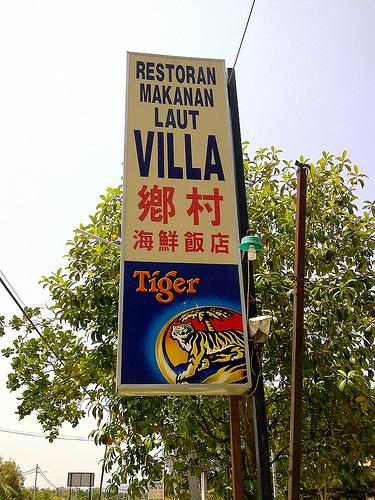 RESTORAN
MAKANAN
LAUT
VILLA
鄉村
海鮮飯店
Tiger